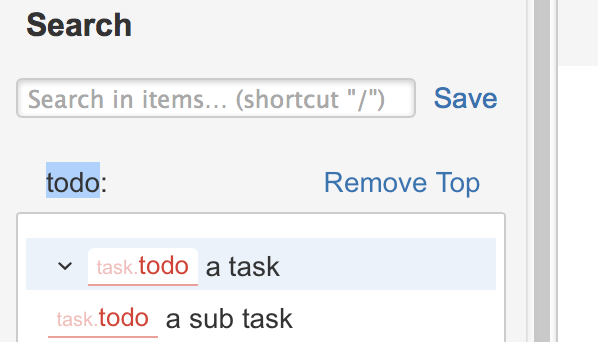 Search
Search in items... (shortcut "/") Save
todo: Remove Top
task.todo a task
task.todo a sub task